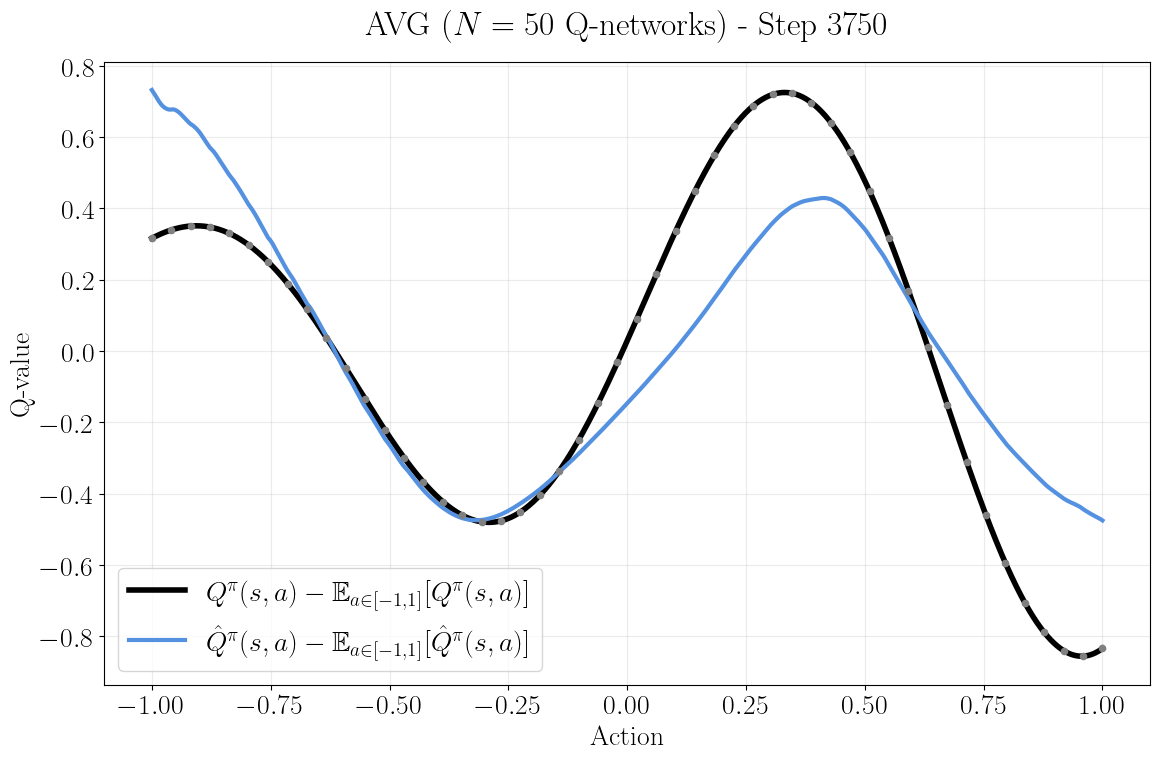 AVG (N = 50 Q-networks) - Step 3750
0.8
0.6
0.4
0.2
0.0
−0.2
−0.4
−0.6
−0.8
Q-value
Q^π(s, a) − 𝔼_{a∈[−1,1]}[Q^π(s, a)]
Q̂^π(s, a) − 𝔼_{a∈[−1,1]}[Q̂^π(s, a)]
−1.00 −0.75 −0.50 −0.25 0.00 0.25 0.50 0.75 1.00
Action